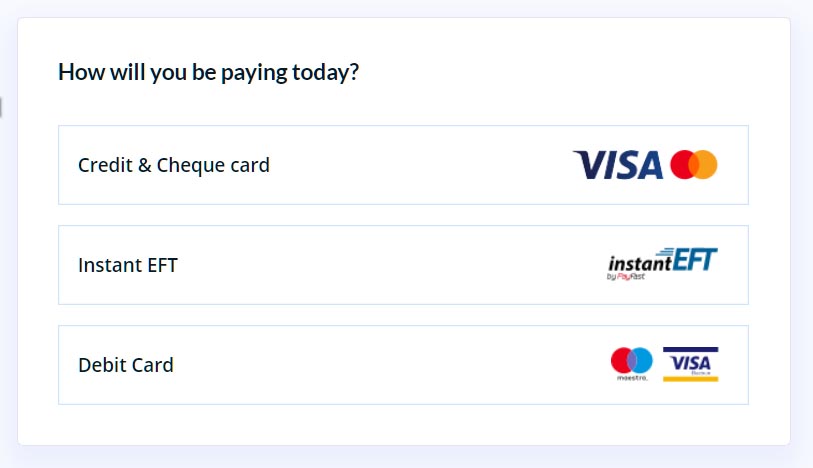 How will you be paying today?
Credit & Cheque card
VISA
Instant EFT
instantEFT
by PayFast
Debit Card
maestro.
VISA